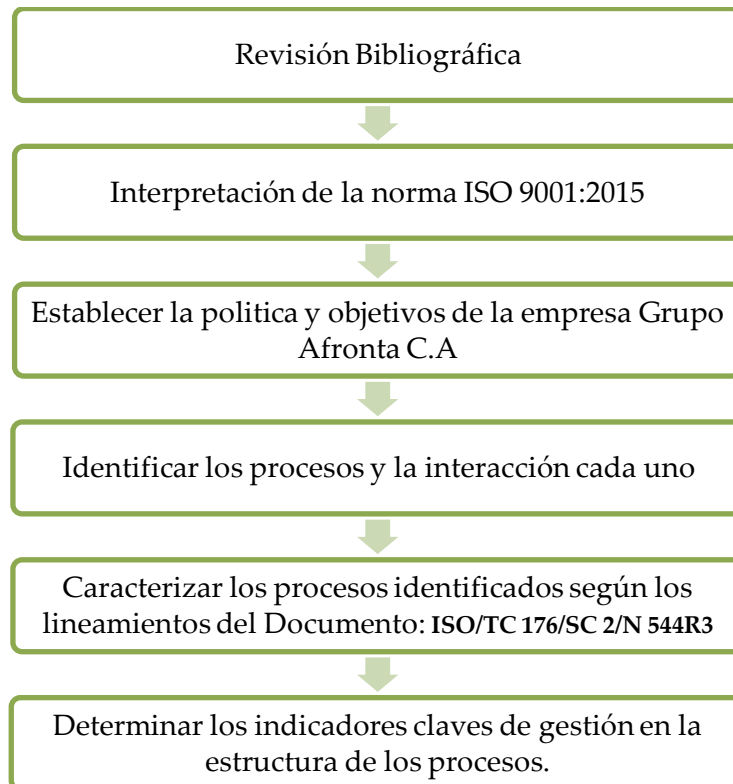 Revisión Bibliográfica
Interpretación de la norma ISO 9001:2015
Establecer la politica y objetivos de la empresa Grupo
Afronta C.A
Identificar los procesos y la interacción cada uno
Caracterizar los procesos identificados según los
lineamientos del Documento: ISO/TC 176/SC 2/N 544R3
Determinar los indicadores claves de gestión en la
estructura de los procesos.